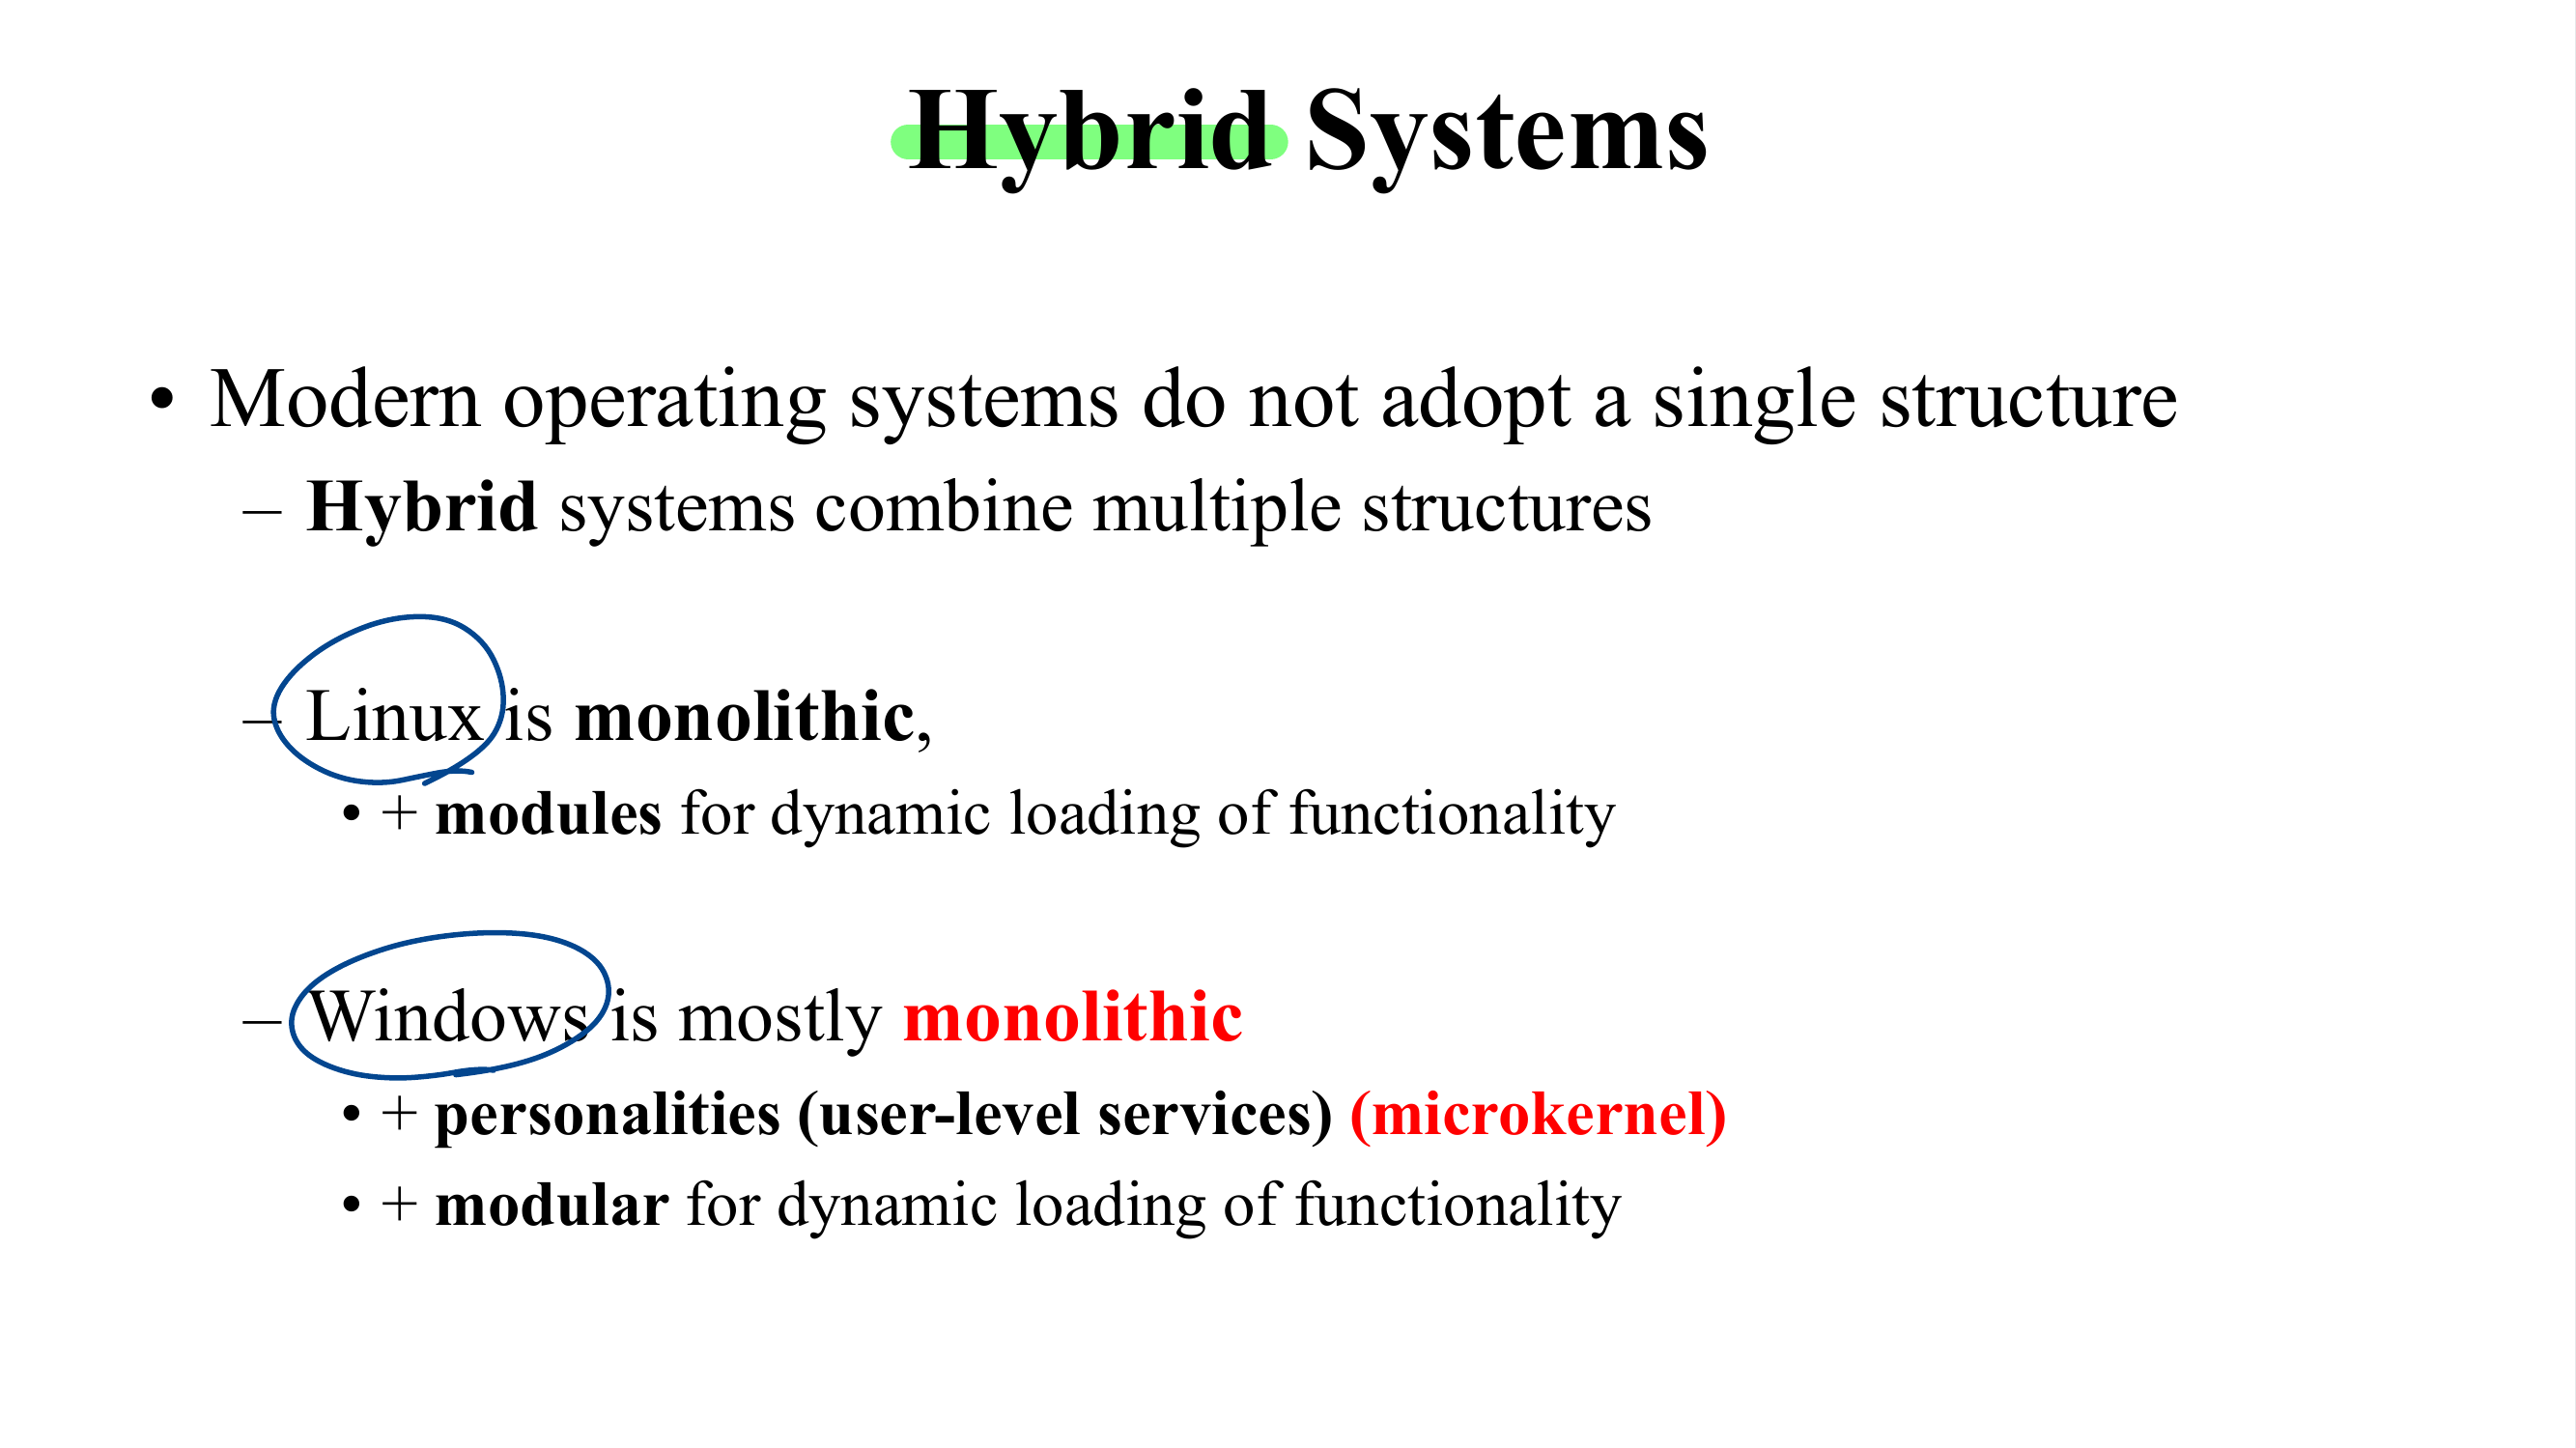 Hybrid Systems
• Modern operating systems do not adopt a single structure
– Hybrid systems combine multiple structures
– Linux is monolithic,
• + modules for dynamic loading of functionality
– Windows is mostly monolithic
• + personalities (user-level services) (microkernel)
• + modular for dynamic loading of functionality